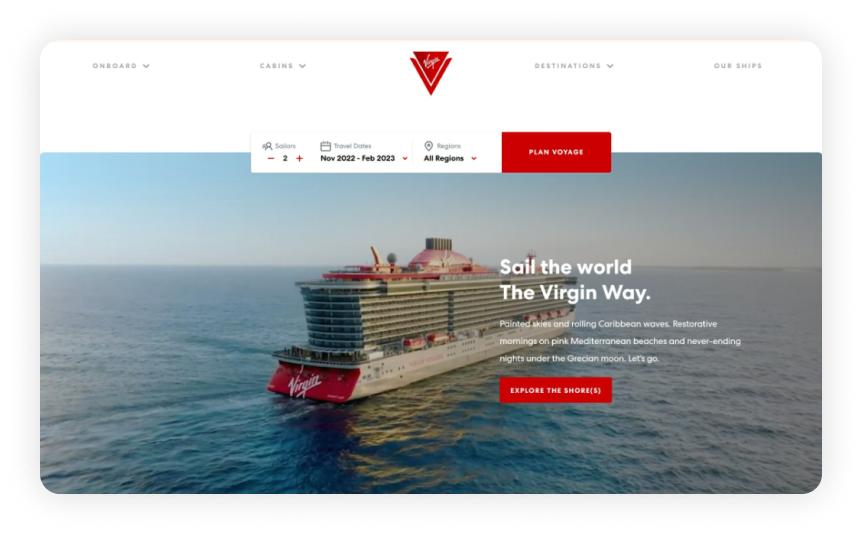 ONBOARD
CABINS
Virgin
DESTINATIONS
OUR SHIPS
Sailors
2
Travel Dates
Nov 2022 - Feb 2023
Regions
All Regions
PLAN VOYAGE
Sail the world
The Virgin Way.
Painted skies and rolling Caribbean waves. Restorative
mornings on pink Mediterranean beaches and never-ending
nights under the Grecian moon. Let's go.
EXPLORE THE SHORE(S)
Virgin